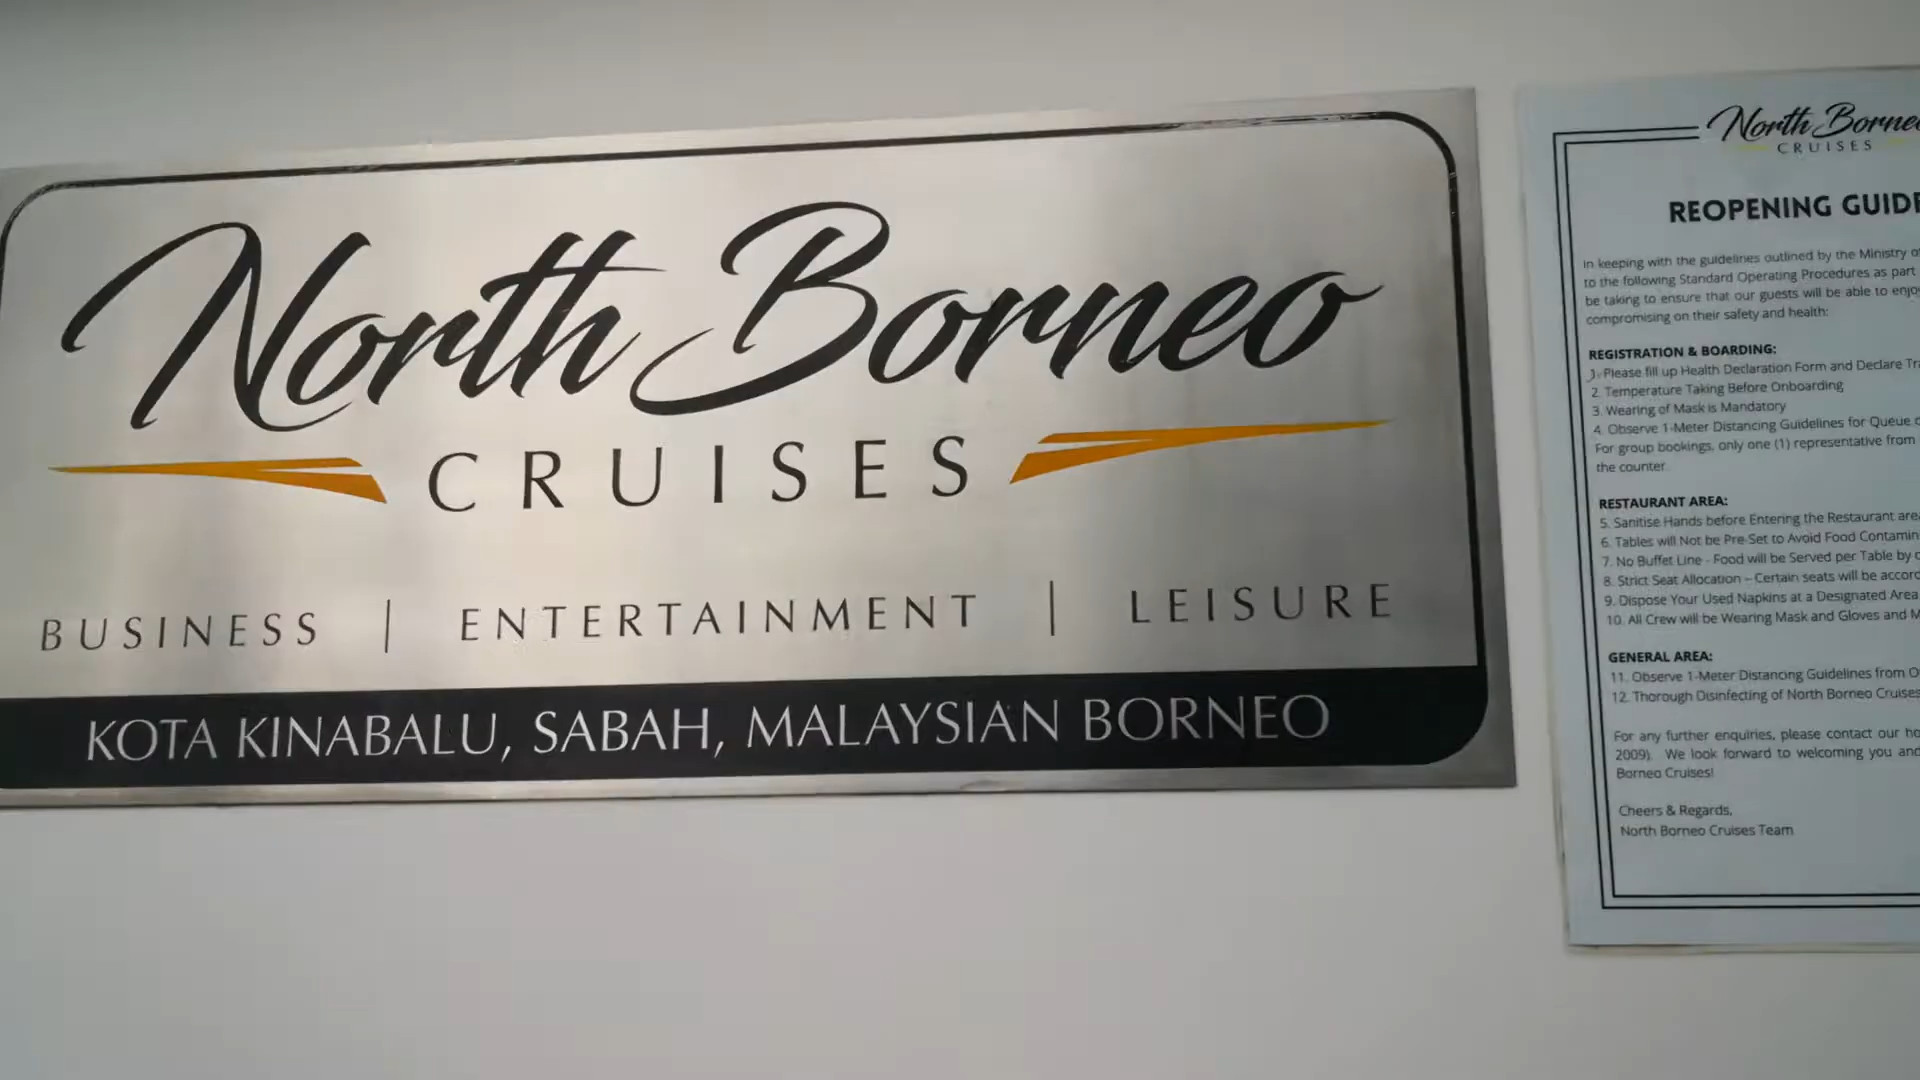 North Borneo
CRUISES
BUSINESS | ENTERTAINMENT | LEISURE
KOTA KINABALU, SABAH, MALAYSIAN BORNEO
North Borneo
CRUISES
REOPENING
In keeping with the guidelines outlined by the Ministry
to the following Standard Operating Procedures as part
be taking to ensure that our guests will be able to enjoy
compromising on their safety and health:
REGISTRATION & BOARDING:
1. Please fill up Health Declaration Form and Declare
2. Temperature Taking Before Onboarding
3. Wearing of Mask is Mandatory
4. Observe 1-Meter Distancing Guidelines for Queue
For group bookings, only one (1) representative from
the counter.
RESTAURANT AREA:
5. Sanitise Hands before Entering the Restaurant
6. Tables will Not be Pre-Set to Avoid Food
7. No Buffet Line - Food will be Served per Table by
8. Strict Seat Allocation – Certain seats will be
9. Dispose Your Used Napkins at a Designated Area
10. All Crew will be Wearing Mask and Gloves and
GENERAL AREA:
11. Observe 1-Meter Distancing Guidelines from
12. Thorough Disinfecting of North Borneo Cruises
For any further enquiries, please contact our
2009). We look forward to welcoming you and
Borneo Cruises!
Cheers & Regards,
North Borneo Cruises Team